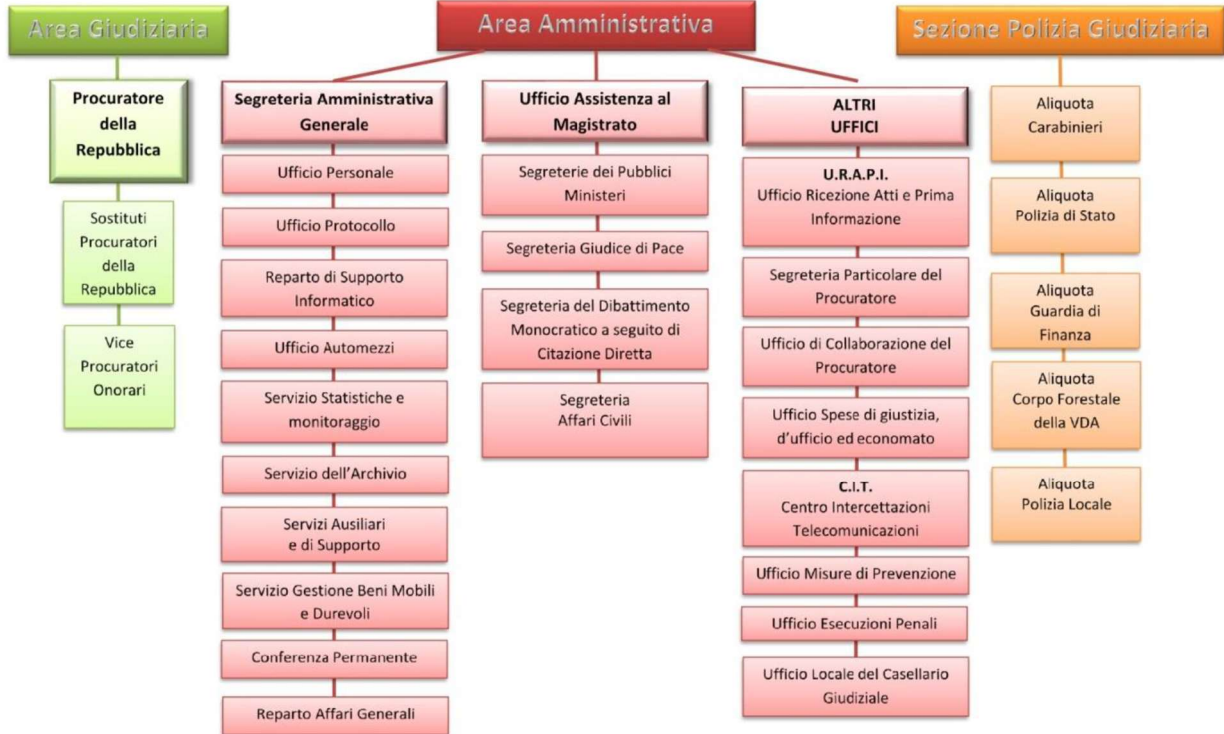 Area Giudiziaria
Procuratore
della
Repubblica
Sostituti
Procuratori
della
Repubblica
Vice
Procuratori
Onorari
Area Amministrativa
Segreteria Amministrativa
Generale
Ufficio Personale
Ufficio Protocollo
Reparto di Supporto
Informatico
Ufficio Automezzi
Servizio Statistiche e
monitoraggio
Servizio dell'Archivio
Servizi Ausiliari
e di Supporto
Servizio Gestione Beni Mobili
e Durevoli
Conferenza Permanente
Reparto Affari Generali
Ufficio Assistenza al
Magistrato
Segreterie dei Pubblici
Ministeri
Segreteria Giudice di Pace
Segreteria del Dibattimento
Monocratico a seguito di
Citazione Diretta
Segreteria
Affari Civili
ALTRI
UFFICI
U.R.A.P.I.
Ufficio Ricezione Atti e Prima
Informazione
Segreteria Particolare del
Procuratore
Ufficio di Collaborazione del
Procuratore
Ufficio Spese di giustizia,
d'ufficio ed economato
C.I.T.
Centro Intercettazioni
Telecomunicazioni
Ufficio Misure di Prevenzione
Ufficio Esecuzioni Penali
Ufficio Locale del Casellario
Giudiziale
Sezione Polizia Giudiziaria
Aliquota
Carabinieri
Aliquota
Polizia di Stato
Aliquota
Guardia di
Finanza
Aliquota
Corpo Forestale
della VDA
Aliquota
Polizia Locale